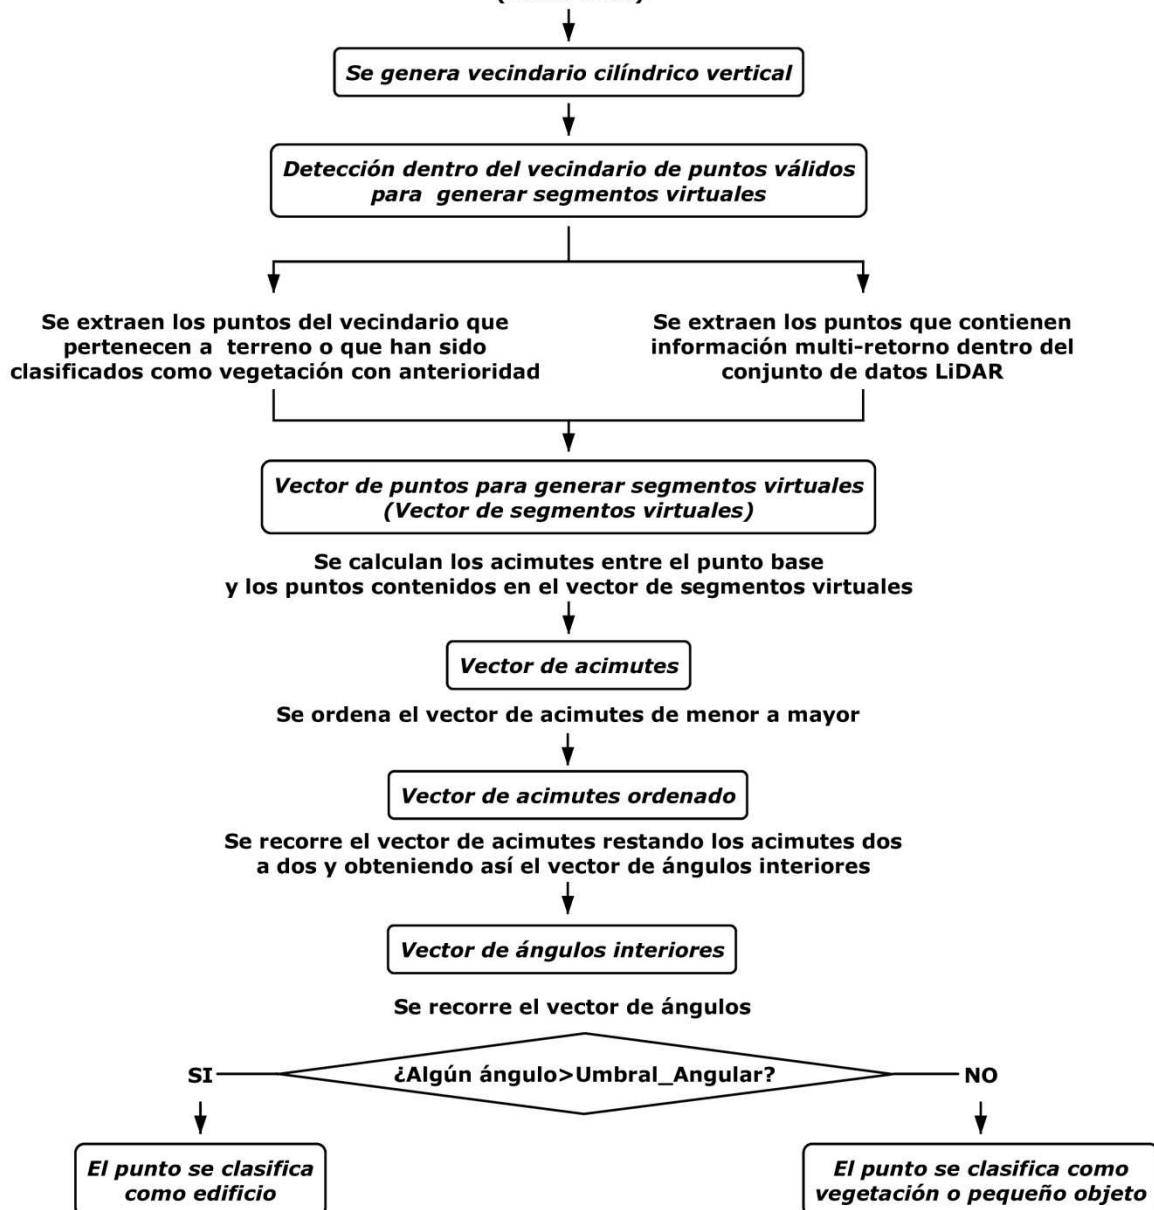 Se genera vecindario cilíndrico vertical
Detección dentro del vecindario de puntos válidos
para generar segmentos virtuales
Se extraen los puntos del vecindario que
pertenecen a terreno o que han sido
clasificados como vegetación con anterioridad
Se extraen los puntos que contienen
información multi-retorno dentro del
conjunto de datos LiDAR
Vector de puntos para generar segmentos virtuales
(Vector de segmentos virtuales)
Se calculan los acimutes entre el punto base
y los puntos contenidos en el vector de segmentos virtuales
Vector de acimutes
Se ordena el vector de acimutes de menor a mayor
Vector de acimutes ordenado
Se recorre el vector de acimutes restando los acimutes dos
a dos y obteniendo así el vector de ángulos interiores
Vector de ángulos interiores
Se recorre el vector de ángulos
¿Algún ángulo>Umbral_Angular?
SI
NO
El punto se clasifica
como edificio
El punto se clasifica como
vegetación o pequeño objeto